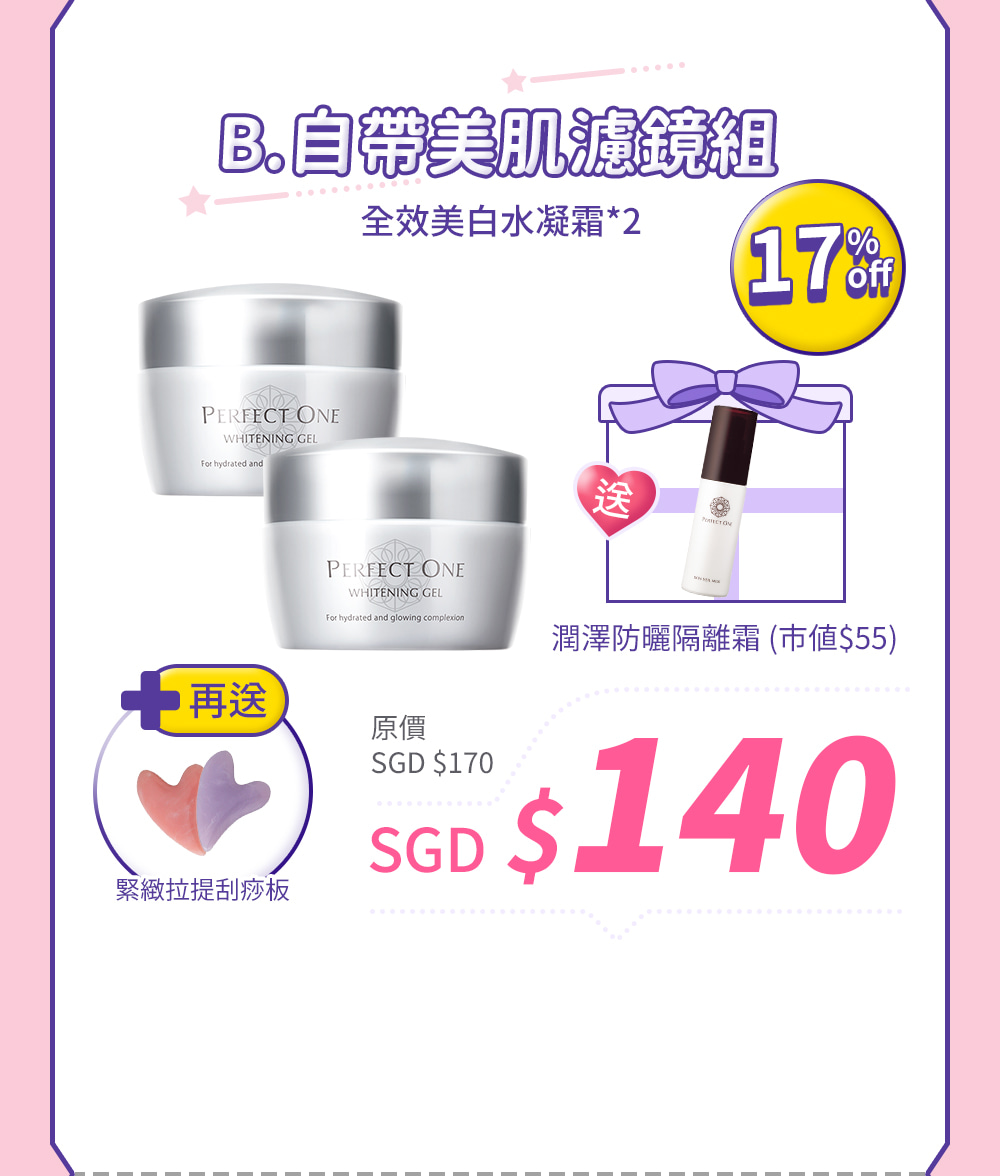 B.自帶美肌濾鏡組
全效美白水凝霜*2
17% off
PERFECT ONE
WHITENING GEL
For hydrated and
PERFECT ONE
WHITENING GEL
For hydrated and glowing complexion
送
PERFECT ONE
潤澤防曬隔離霜 (市值$55)
再送
緊緻拉提刮痧板
原價
SGD $170
SGD $140